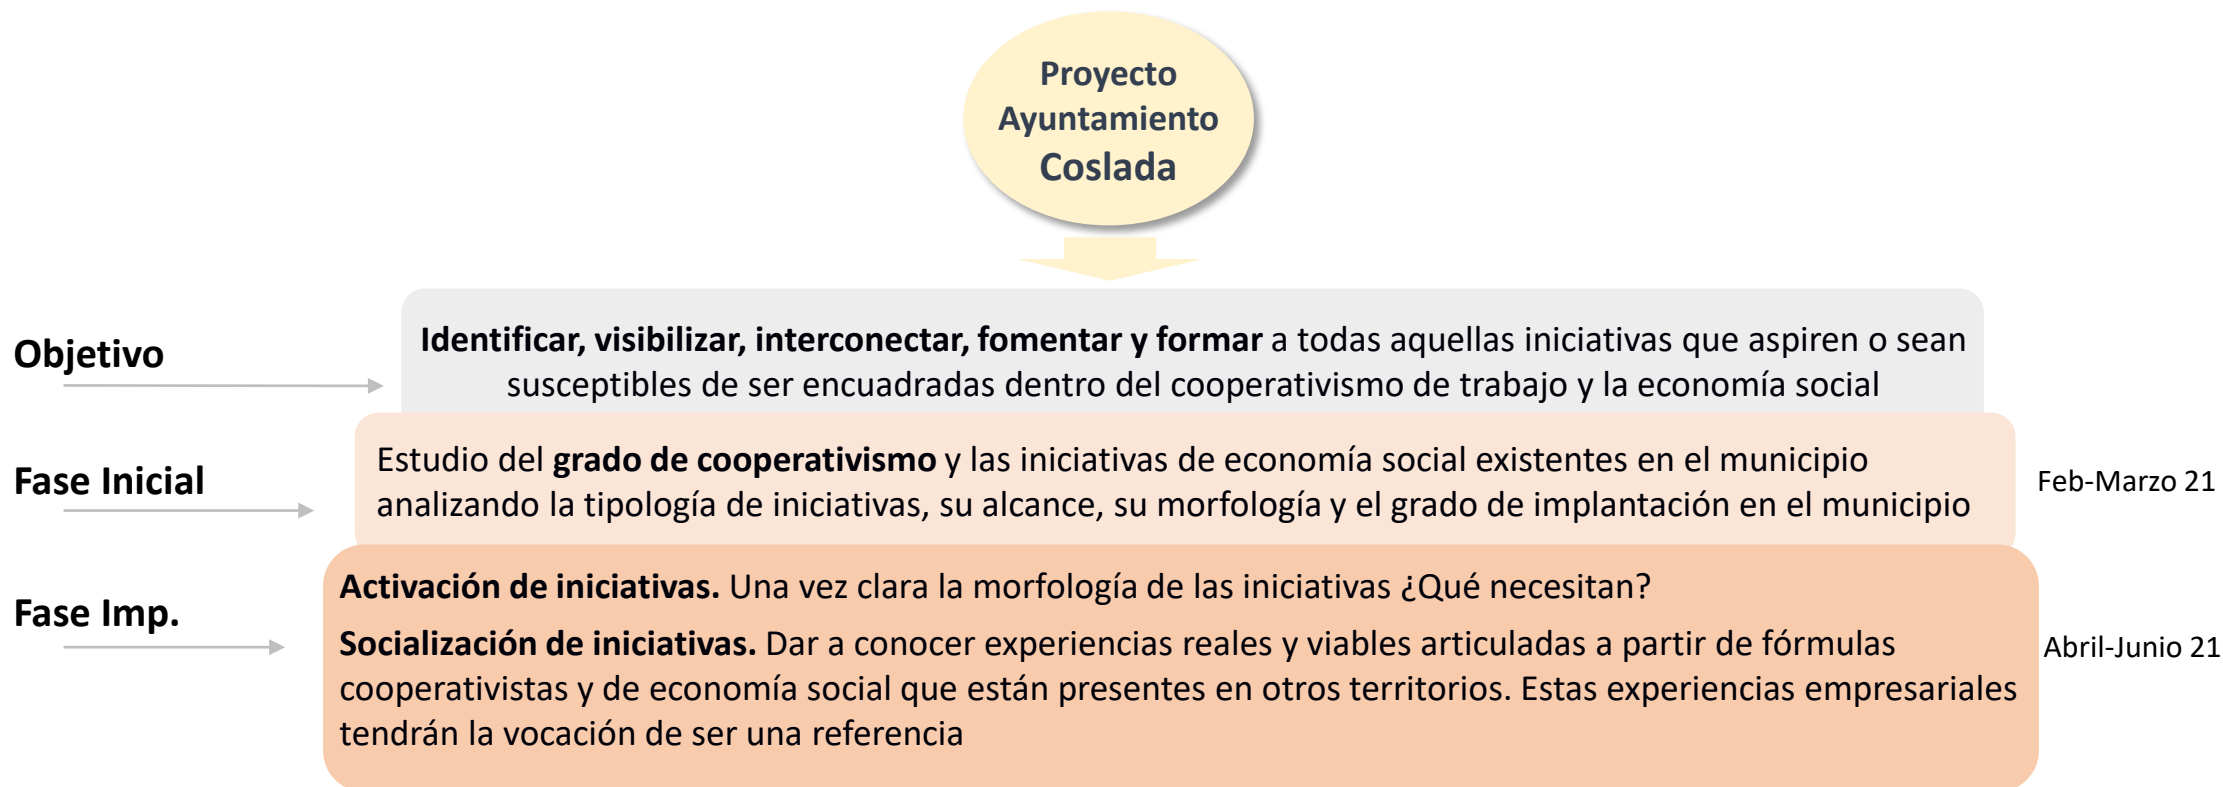 Proyecto
Ayuntamiento
Coslada
Objetivo
Identificar, visibilizar, interconectar, fomentar y formar a todas aquellas iniciativas que aspiren o sean
susceptibles de ser encuadradas dentro del cooperativismo de trabajo y la economía social
Fase Inicial
Estudio del grado de cooperativismo y las iniciativas de economía social existentes en el municipio
analizando la tipología de iniciativas, su alcance, su morfología y el grado de implantación en el municipio
Feb-Marzo 21
Fase Imp.
Activación de iniciativas. Una vez clara la morfología de las iniciativas ¿Qué necesitan?
Socialización de iniciativas. Dar a conocer experiencias reales y viables articuladas a partir de fórmulas
cooperativistas y de economía social que están presentes en otros territorios. Estas experiencias empresariales
tendrán la vocación de ser una referencia
Abril-Junio 21